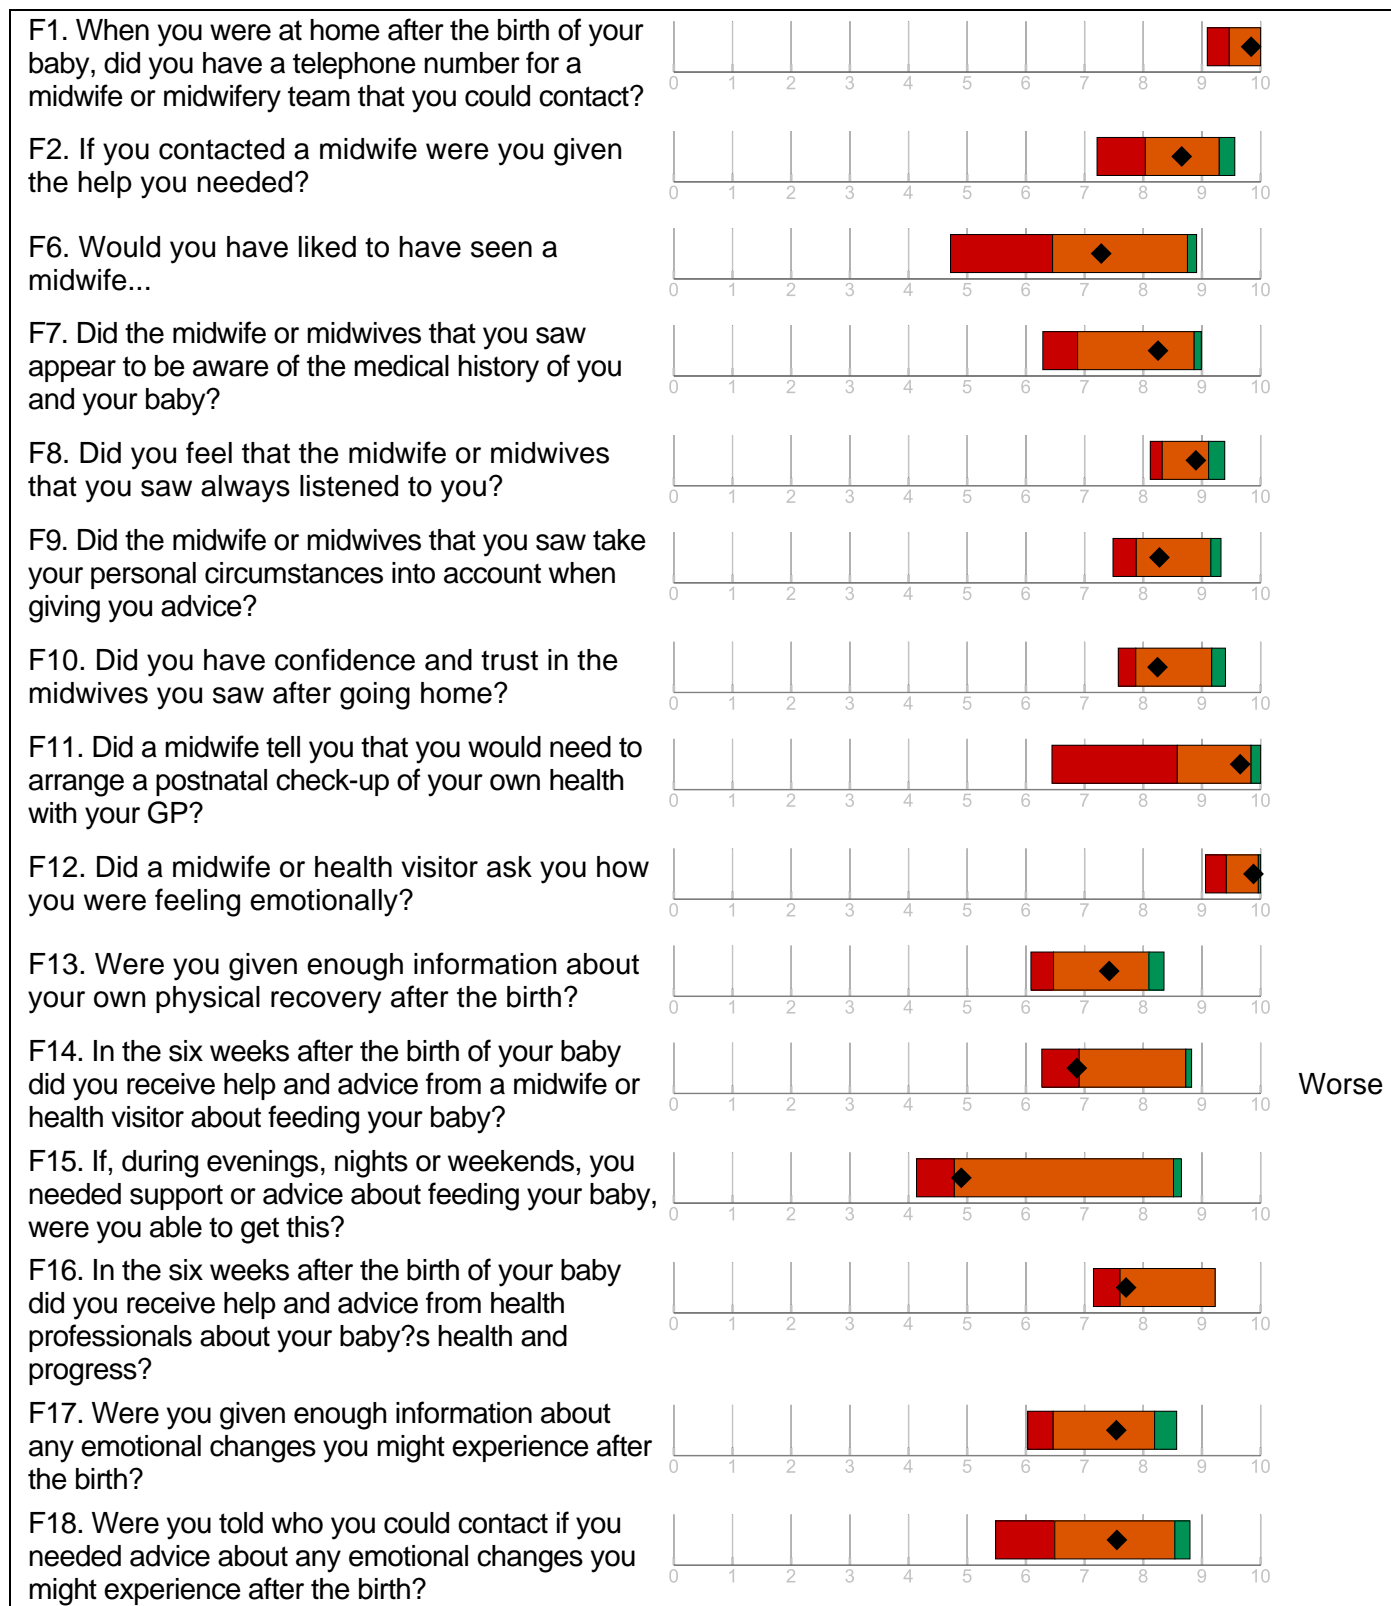 F1. When you were at home after the birth of your
baby, did you have a telephone number for a
midwife or midwifery team that you could contact?
0 1 2 3 4 5 6 7 8 9 10
F2. If you contacted a midwife were you given
the help you needed?
0 1 2 3 4 5 6 7 8 9 10
F6. Would you have liked to have seen a
midwife...
0 1 2 3 4 5 6 7 8 9 10
F7. Did the midwife or midwives that you saw
appear to be aware of the medical history of you
and your baby?
0 1 2 3 4 5 6 7 8 9 10
F8. Did you feel that the midwife or midwives
that you saw always listened to you?
0 1 2 3 4 5 6 7 8 9 10
F9. Did the midwife or midwives that you saw take
your personal circumstances into account when
giving you advice?
0 1 2 3 4 5 6 7 8 9 10
F10. Did you have confidence and trust in the
midwives you saw after going home?
0 1 2 3 4 5 6 7 8 9 10
F11. Did a midwife tell you that you would need to
arrange a postnatal check-up of your own health
with your GP?
0 1 2 3 4 5 6 7 8 9 10
F12. Did a midwife or health visitor ask you how
you were feeling emotionally?
0 1 2 3 4 5 6 7 8 9 10
F13. Were you given enough information about
your own physical recovery after the birth?
0 1 2 3 4 5 6 7 8 9 10
F14. In the six weeks after the birth of your baby
did you receive help and advice from a midwife or
health visitor about feeding your baby?
0 1 2 3 4 5 6 7 8 9 10
Worse
F15. If, during evenings, nights or weekends, you
needed support or advice about feeding your baby,
were you able to get this?
0 1 2 3 4 5 6 7 8 9 10
F16. In the six weeks after the birth of your baby
did you receive help and advice from health
professionals about your baby?s health and
progress?
0 1 2 3 4 5 6 7 8 9 10
F17. Were you given enough information about
any emotional changes you might experience after
the birth?
0 1 2 3 4 5 6 7 8 9 10
F18. Were you told who you could contact if you
needed advice about any emotional changes you
might experience after the birth?
0 1 2 3 4 5 6 7 8 9 10